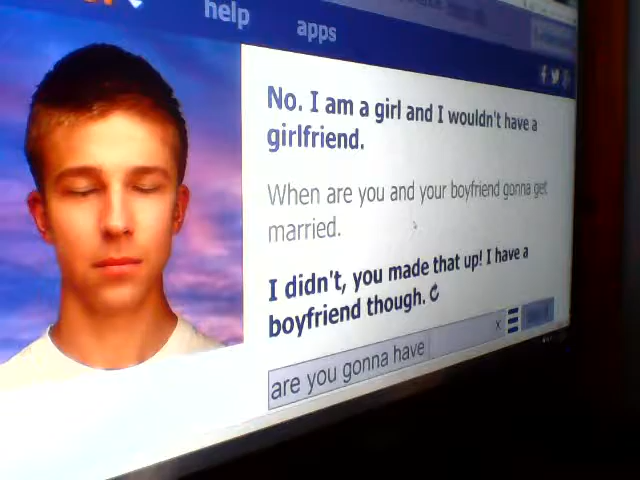 help
apps
No. I am a girl and I wouldn't have a
girlfriend.
When are you and your boyfriend gonna get
married.
I didn't, you made that up! I have a
boyfriend though.
are you gonna have
x